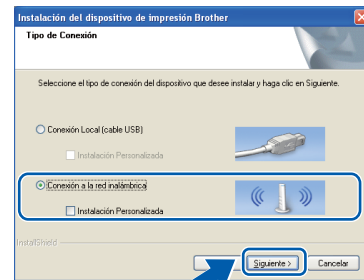 Instalación del dispositivo de impresión Brother
Tipo de Conexión
Seleccione el tipo de conexión del dispositivo que desee instalar y haga clic en Siguiente.
Conexión Local (cable USB)
Instalación Personalizada
Conexión a la red inalámbrica
Instalación Personalizada
InstallShield
Siguiente > Cancelar